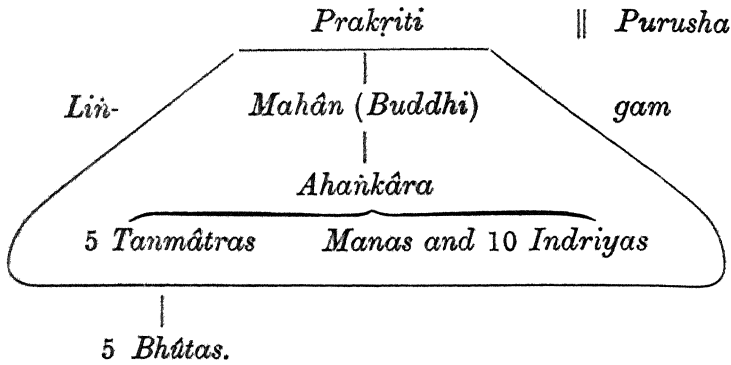 Prakṛiti || Purusha
Liṅ- Mahân (Buddhi) gam
Ahaṅkâra
5 Tanmâtras Manas and 10 Indriyas
5 Bhûtas.